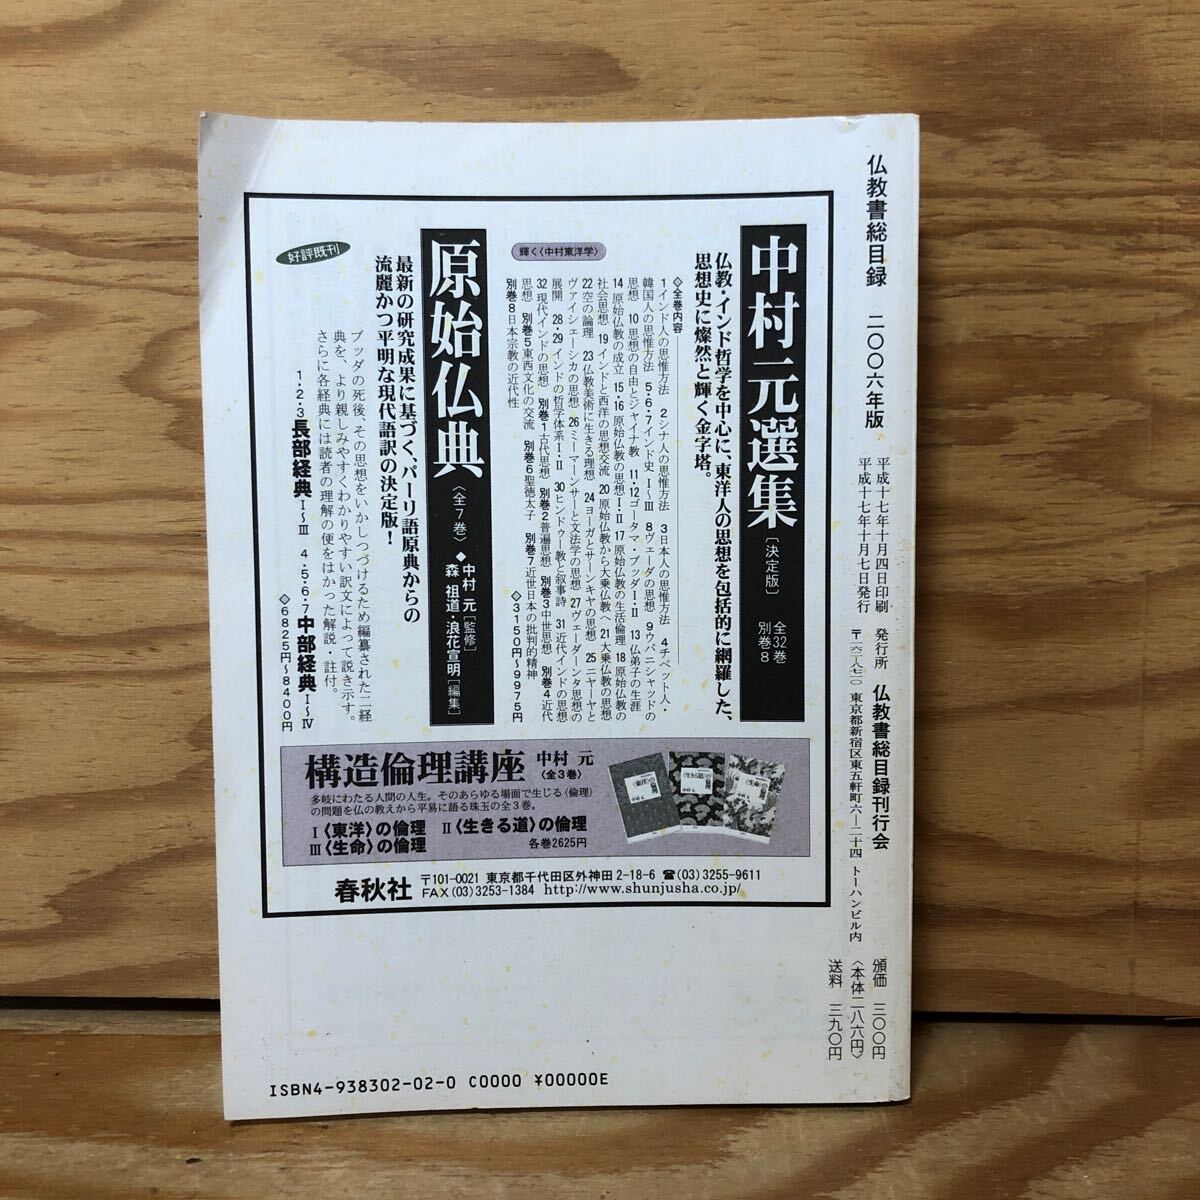 仏教書総目録 二〇〇六年版
平成十七年十月四日印刷
平成十七年十月七日発行
発行所 仏教書総目録刊行会
東京都新宿区東五軒町六―二十四 トーハンビル内
頒価 三〇〇円
〈本体二八六円〉
送料 三九〇円
中村元選集[決定版] 全32巻
別巻8
仏教・インド哲学を中心に、東洋人の思想を包括的に網羅した、
思想史に燦然と輝く金字塔。
輝く〈中村東洋学〉
◇全巻内容
1インド人の思惟方法 2シナ人の思惟方法 3日本人の思惟方法 4チベット人・
韓国人の思惟方法 5・6・7インド史Ⅰ〜Ⅲ 8ヴェーダの思想 9ウパニシャッドの
思想 10思想の自由とジャイナ教 11・12ゴータマ・ブッダⅠ・Ⅱ 13仏弟子の生涯
14原始仏教の成立 15・16原始仏教の思想Ⅰ・Ⅱ 17原始仏教の生活倫理 18原始仏教の
社会思想 19インドと西洋の思想交流 20原始仏教から大乗仏教へ 21大乗仏教の思想
22空の論理 23仏教美術に生きる理想 24ヨーガとサーンキヤの思想 25ニヤーヤと
ヴァイシェーシカの思想 26ミーマーンサーと文法学の思想 27ヴェーダーンタ思想の
展開 28・29インドの哲学体系Ⅰ・Ⅱ 30ヒンドゥー教と叙事詩 31近代インドの思想
32現代インドの思想 別巻1古代思想 別巻2普遍思想 別巻3中世思想 別巻4近代
思想 別巻5東西文化の交流 別巻6聖徳太子 別巻7近世日本の批判的精神
別巻8日本宗教の近代性 ◇3150円〜9975円
原始仏典〈全7巻〉◆中村 元[監修]
森 祖道・浪花宣明[編集]
最新の研究成果に基づく、パーリ語原典からの
流麗かつ平明な現代語訳の決定版!
好評既刊
ブッダの死後、その思想をいかしつづけるため編纂された二経
典を、より親しみやすくわかりやすい訳文によって説き示す。
さらに各経典には読者の理解の便をはかった解説・註付。
1・2・3長部経典Ⅰ〜Ⅲ 4・5・6・7中部経典Ⅰ〜Ⅳ
◇6825円〜8400円
構造倫理講座 中村 元
〈全3巻〉
多岐にわたる人間の人生。そのあらゆる場面で生じる〈倫理〉
の問題を仏の教えから平易に語る珠玉の全3巻。
Ⅰ〈東洋〉の倫理 Ⅱ〈生きる道〉の倫理
Ⅲ〈生命〉の倫理 各巻2625円
〈東洋〉の倫理
〈生きる道〉の倫理
〈生命〉の倫理
春秋社 〒101-0021 東京都千代田区外神田2-18-6 ☎(03)3255-9611
FAX(03)3253-1384 http://www.shunjusha.co.jp/
ISBN4-938302-02-0 C0000 ¥00000E